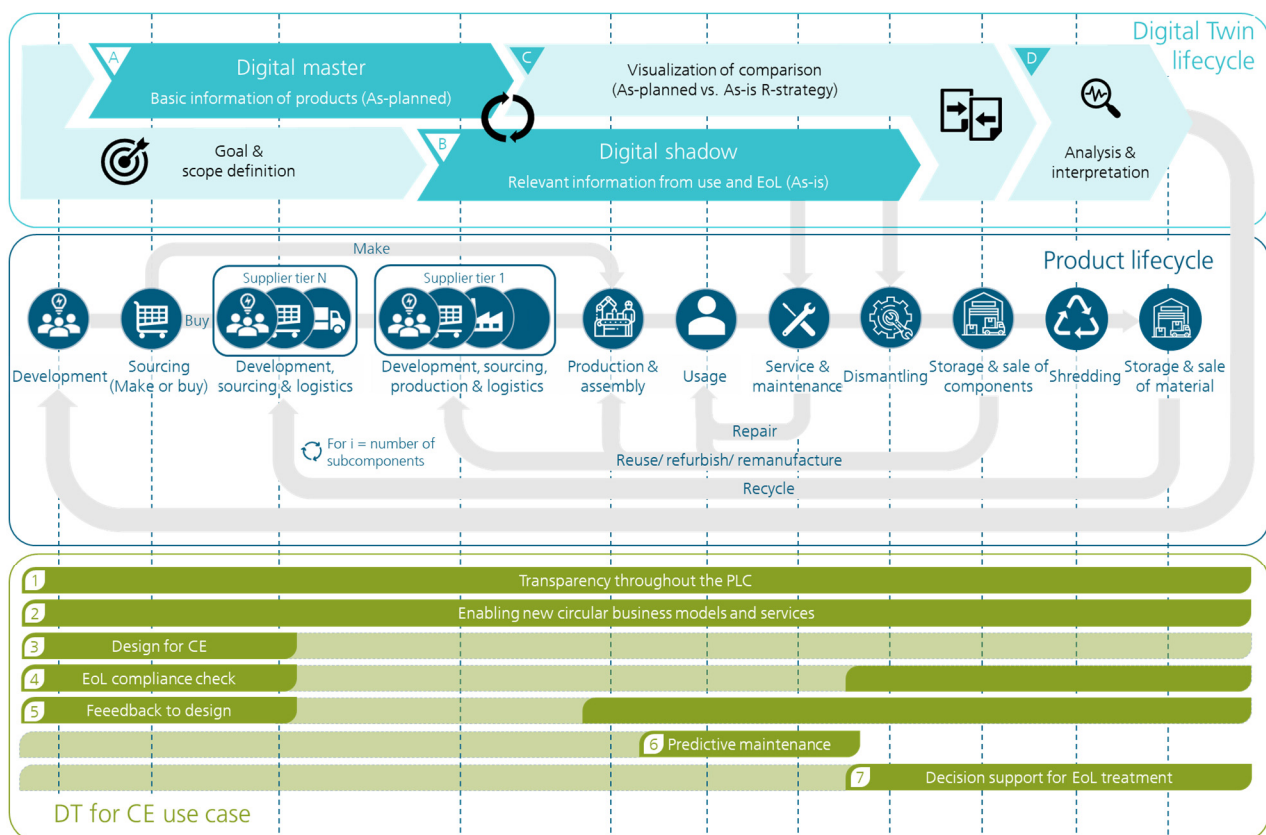 Digital Twin
lifecycle
A
Digital master
Basic information of products (As-planned)
C
Visualization of comparison
(As-planned vs. As-is R-strategy)
D
Goal &
scope definition
B
Digital shadow
Relevant information from use and EoL (As-is)
Analysis &
interpretation
Product lifecycle
Make
Supplier tier N
Supplier tier 1
Buy
Development
Sourcing
(Make or buy)
Development,
sourcing & logistics
Development, sourcing,
production & logistics
Production &
assembly
Usage
Service &
maintenance
Dismantling
Storage & sale of
components
Shredding
Storage & sale
of material
For i = number of
subcomponents
Repair
Reuse/ refurbish/ remanufacture
Recycle
1 Transparency throughout the PLC
2 Enabling new circular business models and services
3 Design for CE
4 EoL compliance check
5 Feeedback to design
6 Predictive maintenance
7 Decision support for EoL treatment
DT for CE use case